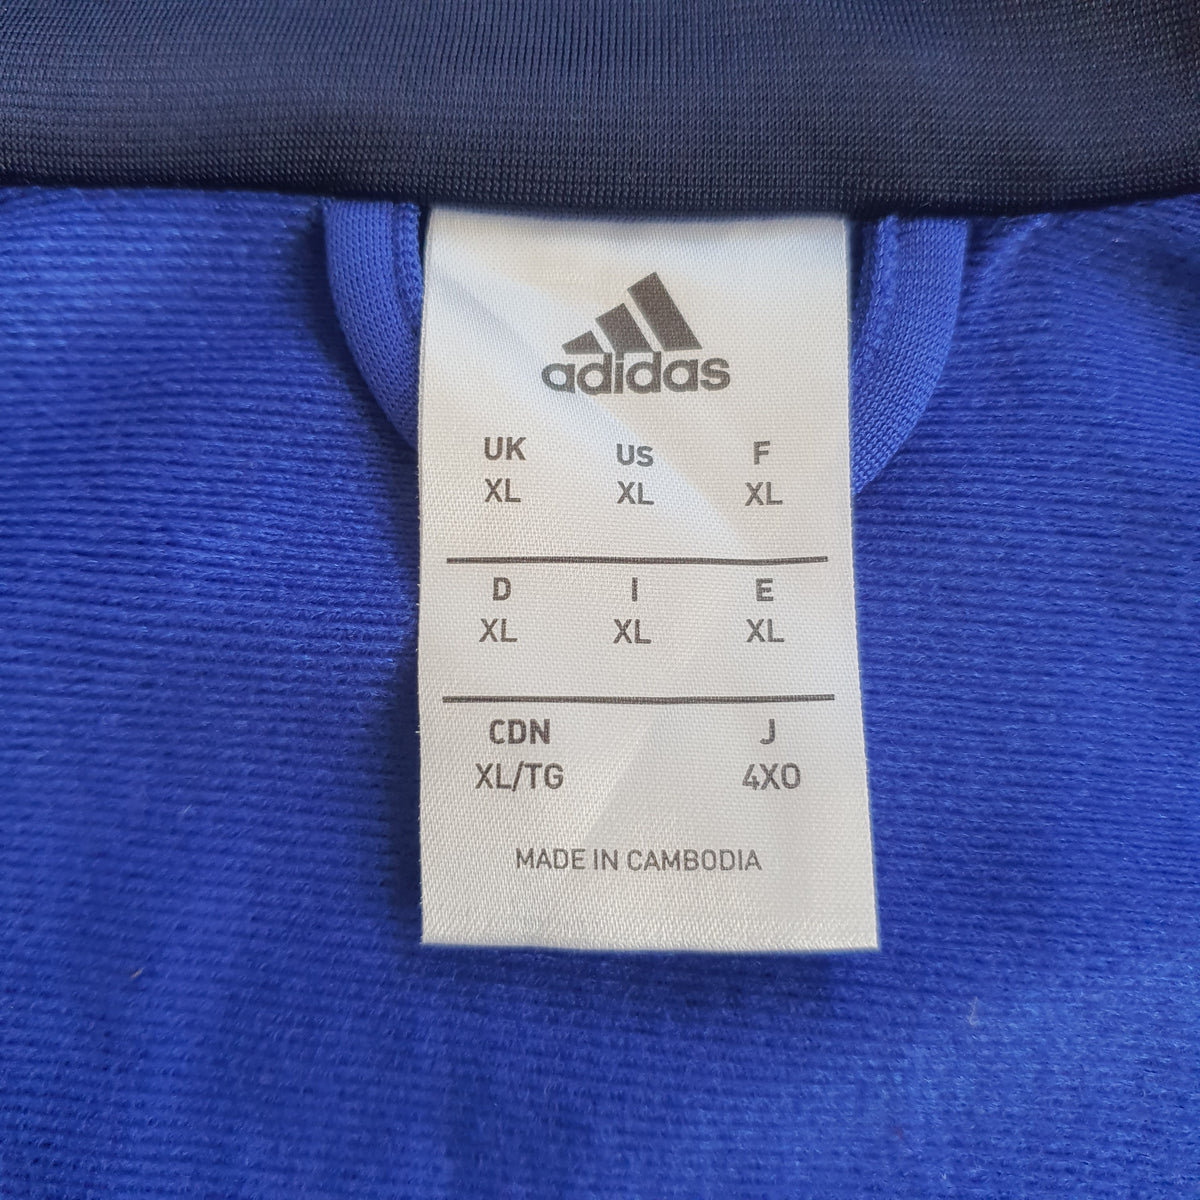 adidas
UK US F
XL XL XL
D I E
XL XL XL
CDN J
XL/TG 4XO
MADE IN CAMBODIA